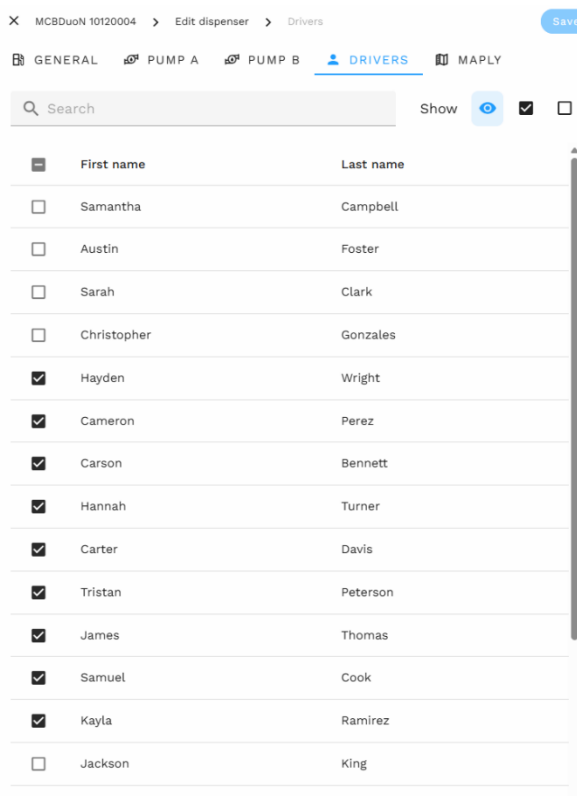 MCBDuoN 10120004 > Edit dispenser > Drivers Save
GENERAL PUMP A PUMP B DRIVERS MAPLY
Search Show
First name Last name
Samantha Campbell
Austin Foster
Sarah Clark
Christopher Gonzales
Hayden Wright
Cameron Perez
Carson Bennett
Hannah Turner
Carter Davis
Tristan Peterson
James Thomas
Samuel Cook
Kayla Ramirez
Jackson King